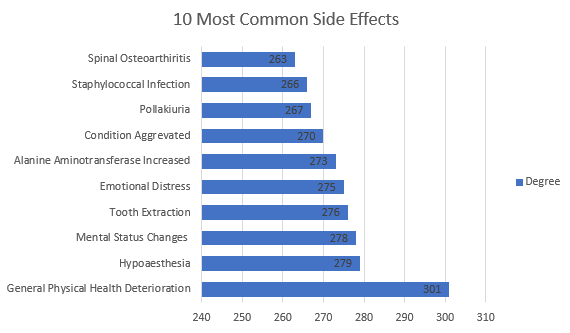 10 Most Common Side Effects
Spinal Osteoarthiritis 263
Staphylococcal Infection 266
Pollakiuria 267
Condition Aggrevated 270
Alanine Aminotransferase Increased 273
Emotional Distress 275
Tooth Extraction 276
Mental Status Changes 278
Hypoaesthesia 279
General Physical Health Deterioration 301
240 250 260 270 280 290 300 310
Degree